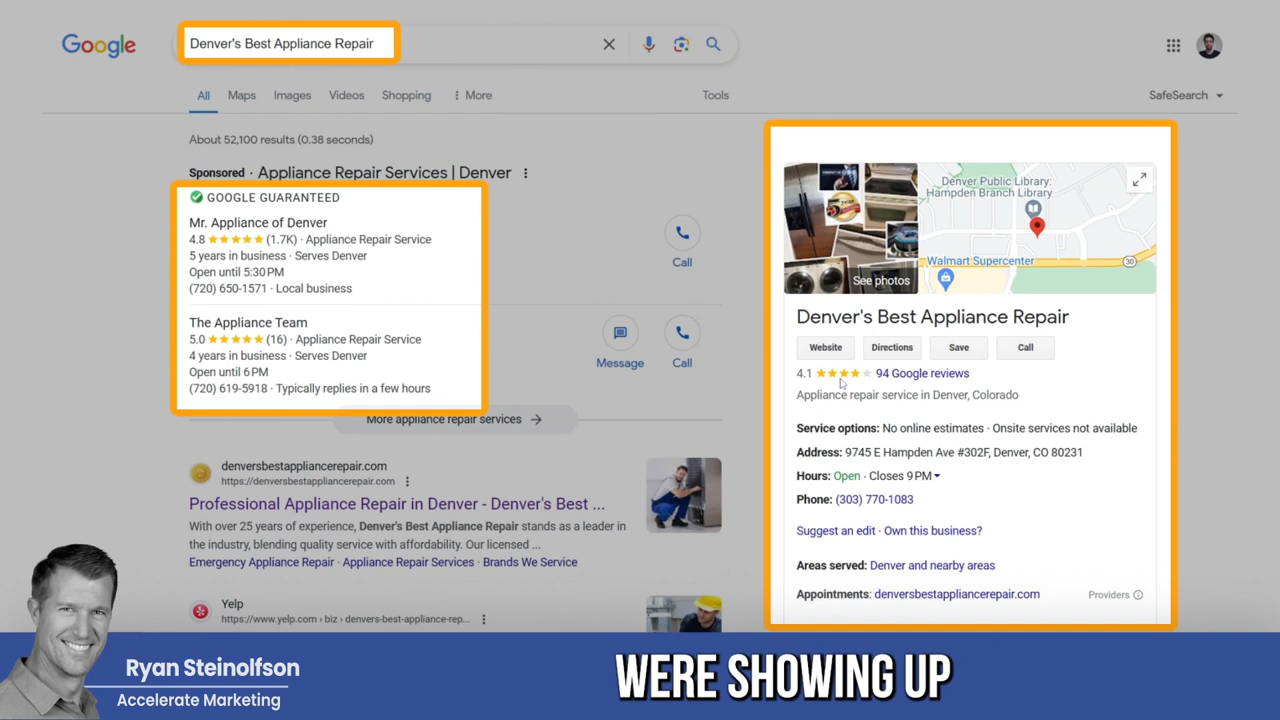 Google
Denver's Best Appliance Repair
All Maps Images Videos Shopping More Tools SafeSearch
About 52,100 results (0.38 seconds)
Sponsored · Appliance Repair Services | Denver
GOOGLE GUARANTEED
Mr. Appliance of Denver
4.8 ★★★★★ (1.7K) · Appliance Repair Service
5 years in business · Serves Denver
Open until 5:30 PM
(720) 650-1571 · Local business
Call
The Appliance Team
5.0 ★★★★★ (16) · Appliance Repair Service
4 years in business · Serves Denver
Open until 6 PM
(720) 619-5918 · Typically replies in a few hours
Message Call
More appliance repair services →
denversbestappliancerepair.com
https://denversbestappliancerepair.com
Professional Appliance Repair in Denver - Denver's Best ...
With over 25 years of experience, Denver's Best Appliance Repair stands as a leader in
the industry, blending quality service with affordability. Our licensed ...
Emergency Appliance Repair · Appliance Repair Services · Brands We Service
Yelp
https://www.yelp.com › biz › denvers-best-appliance-rep...
See photos
Denver Public Library:
Hampden Branch Library
Walmart Supercenter
30
Denver's Best Appliance Repair
Website Directions Save Call
4.1 ★★★★★ 94 Google reviews
Appliance repair service in Denver, Colorado
Service options: No online estimates · Onsite services not available
Address: 9745 E Hampden Ave #302F, Denver, CO 80231
Hours: Open · Closes 9 PM
Phone: (303) 770-1083
Suggest an edit · Own this business?
Areas served: Denver and nearby areas
Appointments: denversbestappliancerepair.com
Providers
Ryan Steinolfson
Accelerate Marketing
WERE SHOWING UP